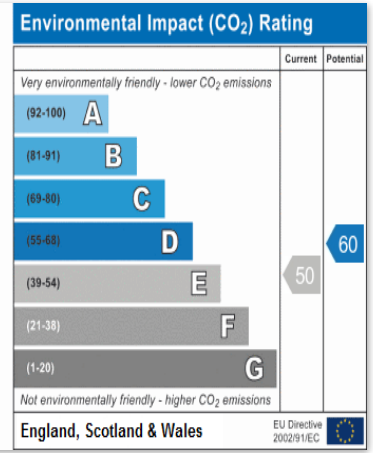 Environmental Impact (CO₂) Rating
Current Potential
Very environmentally friendly - lower CO₂ emissions
(92-100) A
(81-91) B
(69-80) C
(55-68) D
60
(39-54) E
50
(21-38) F
(1-20) G
Not environmentally friendly - higher CO₂ emissions
England, Scotland & Wales
EU Directive
2002/91/EC